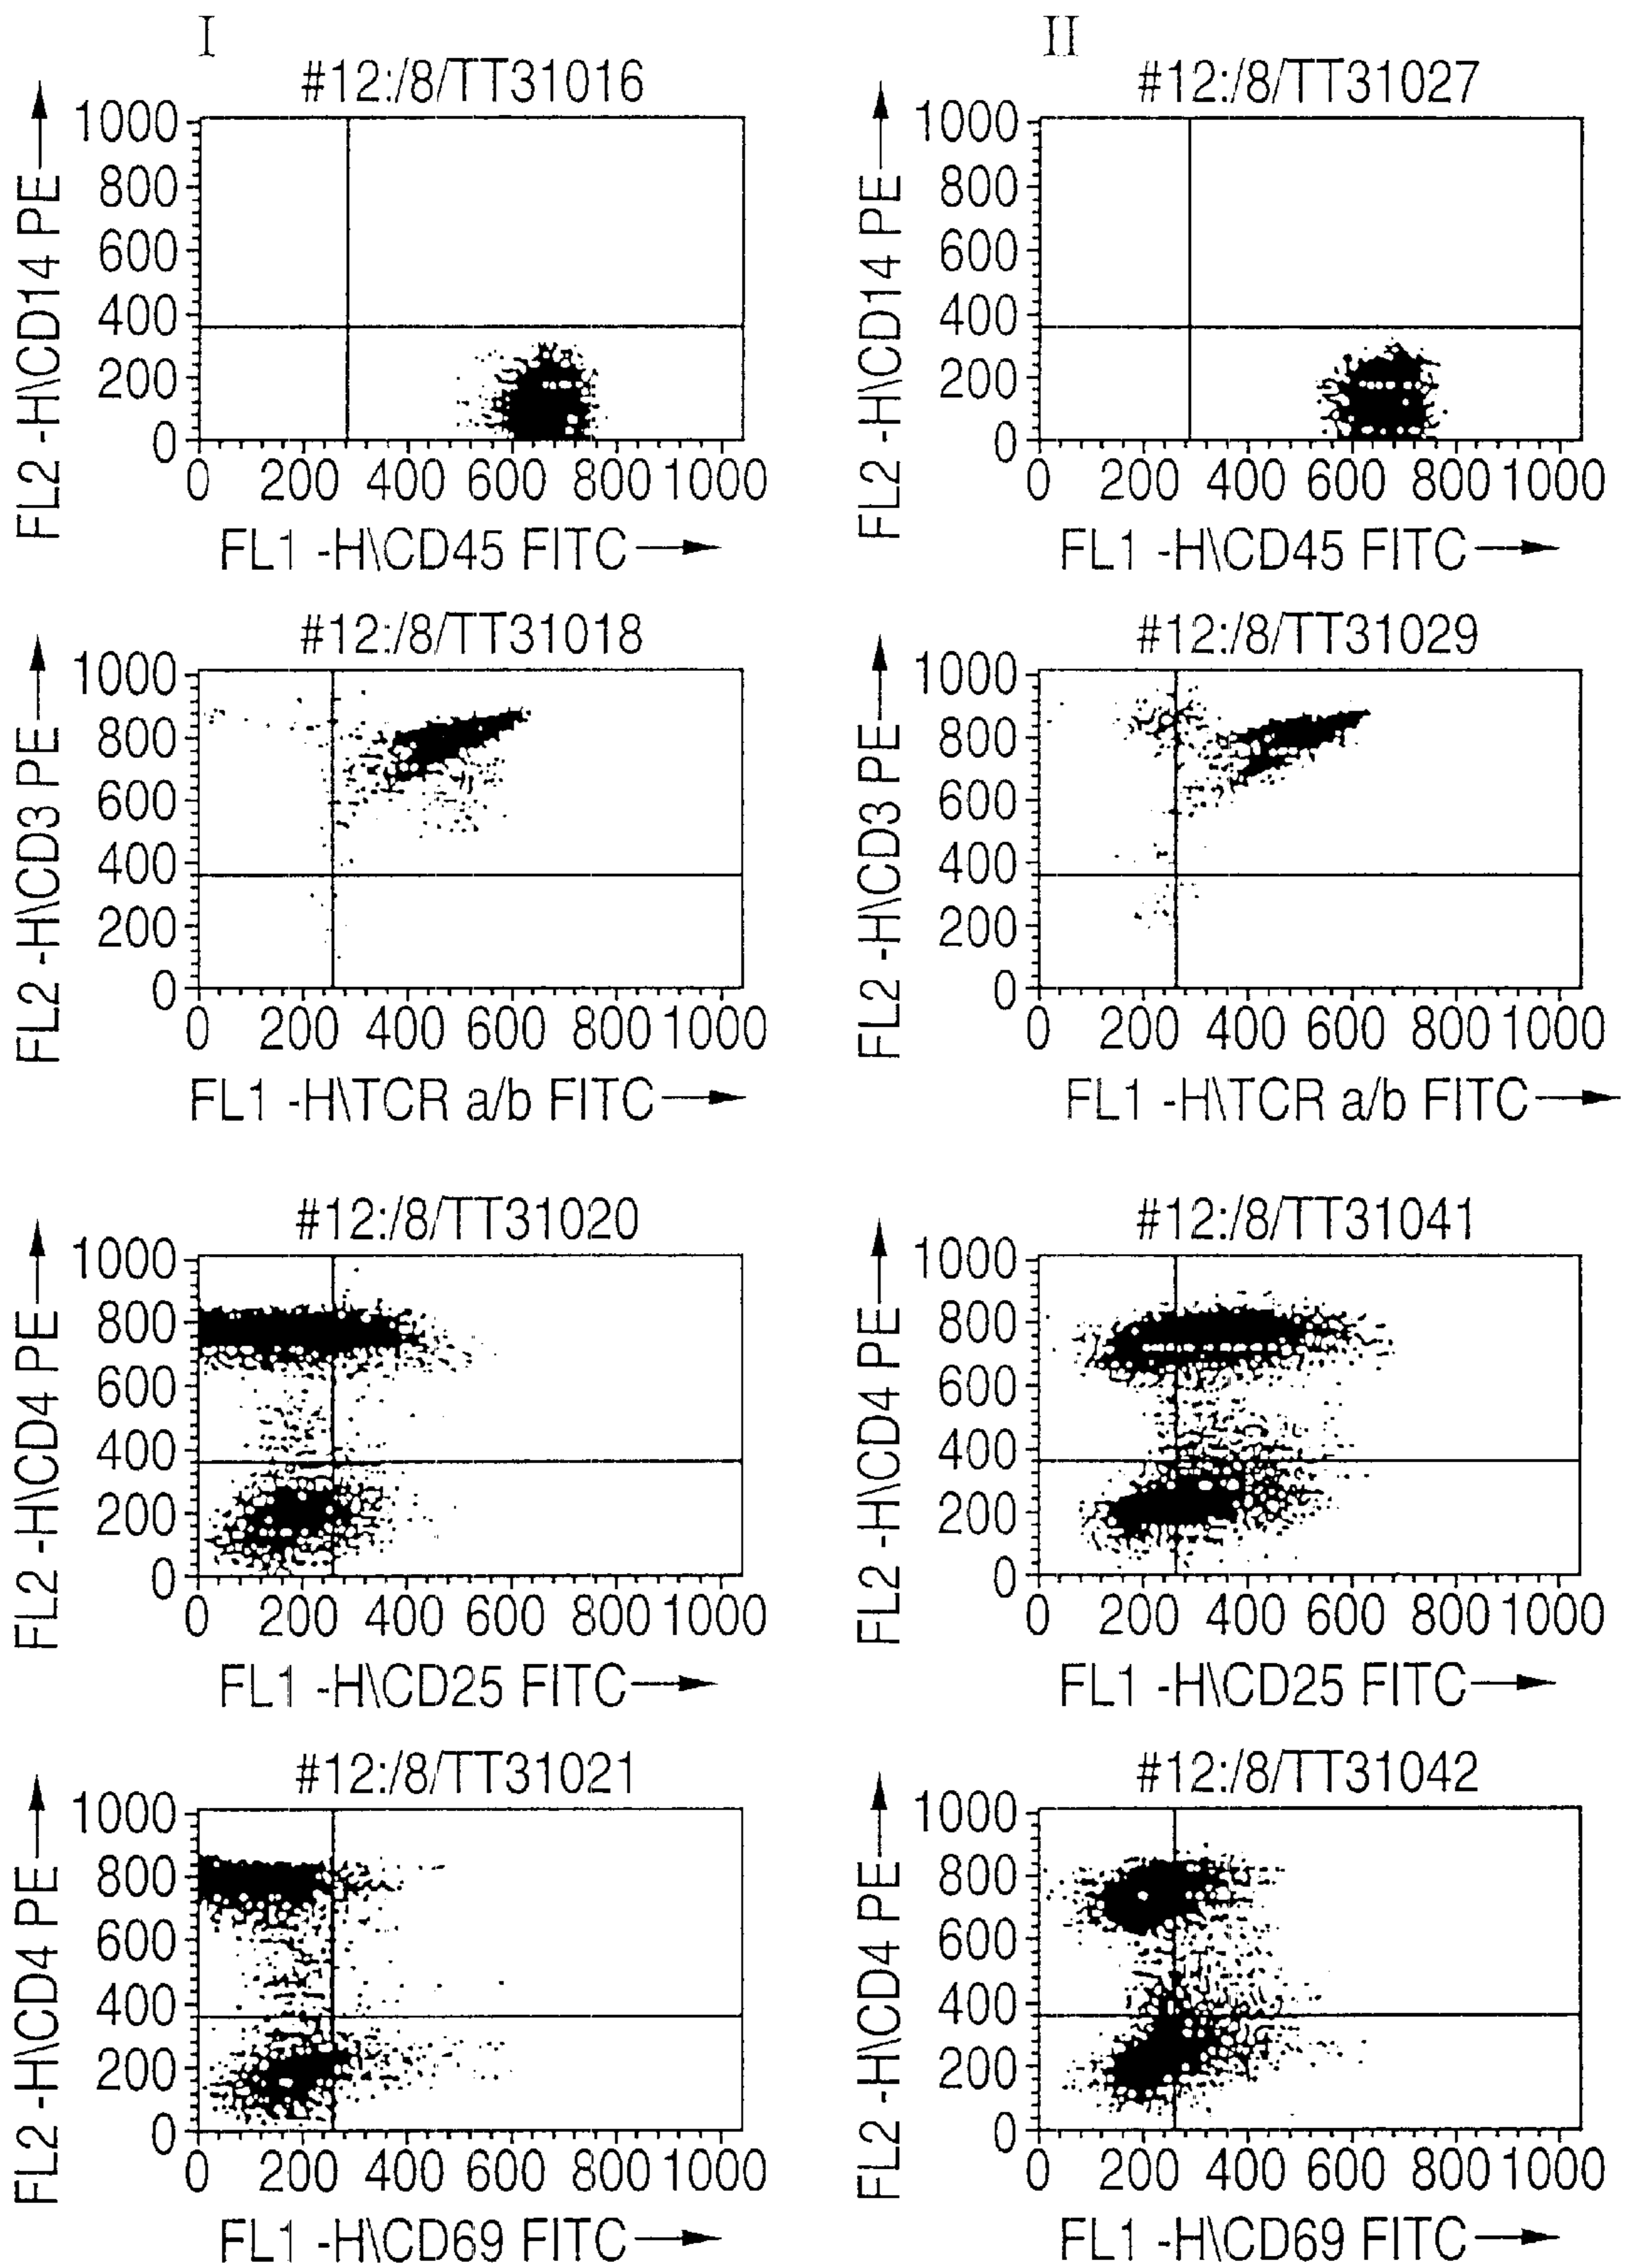 I
II
#12:/8/TT31016
#12:/8/TT31027
FL2 -H\CD14 PE
1000
800
600
400
200
0
0 200 400 600 800 1000
FL1 -H\CD45 FITC
FL2 -H\CD14 PE
1000
800
600
400
200
0
0 200 400 600 800 1000
FL1 -H\CD45 FITC
#12:/8/TT31018
#12:/8/TT31029
FL2 -H\CD3 PE
1000
800
600
400
200
0
0 200 400 600 800 1000
FL1 -H\TCR a/b FITC
FL2 -H\CD3 PE
1000
800
600
400
200
0
0 200 400 600 800 1000
FL1 -H\TCR a/b FITC
#12:/8/TT31020
#12:/8/TT31041
FL2 -H\CD4 PE
1000
800
600
400
200
0
0 200 400 600 800 1000
FL1 -H\CD25 FITC
FL2 -H\CD4 PE
1000
800
600
400
200
0
0 200 400 600 800 1000
FL1 -H\CD25 FITC
#12:/8/TT31021
#12:/8/TT31042
FL2 -H\CD4 PE
1000
800
600
400
200
0
0 200 400 600 800 1000
FL1 -H\CD69 FITC
FL2 -H\CD4 PE
1000
800
600
400
200
0
0 200 400 600 800 1000
FL1 -H\CD69 FITC